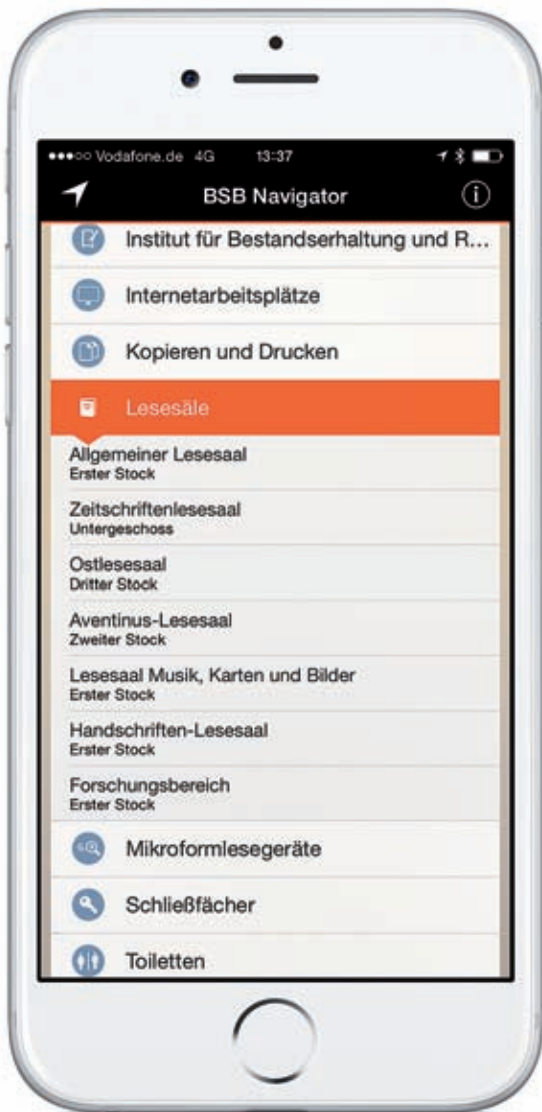 Vodafone.de 4G 13:37
BSB Navigator
Institut für Bestandserhaltung und R...
Internetarbeitsplätze
Kopieren und Drucken
Lesesäle
Allgemeiner Lesesaal
Erster Stock
Zeitschriftenlesesaal
Untergeschoss
Ostlesesaal
Dritter Stock
Aventinus-Lesesaal
Zweiter Stock
Lesesaal Musik, Karten und Bilder
Erster Stock
Handschriften-Lesesaal
Erster Stock
Forschungsbereich
Erster Stock
Mikroformlesegeräte
Schließfächer
Toiletten